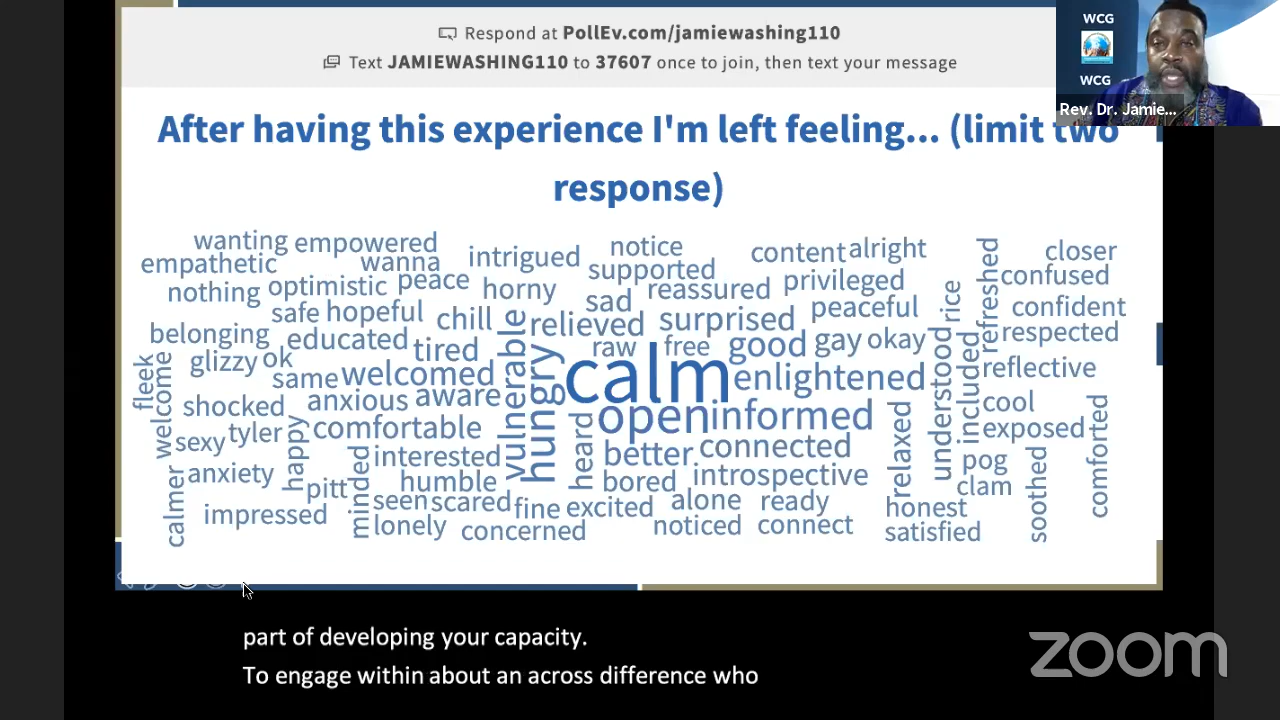 Respond at PollEv.com/jamiewashing110
Text JAMIEWASHING110 to 37607 once to join, then text your message
WCG
WCG
Rev. Dr. Jamie...
After having this experience I'm left feeling... (limit two
response)
wanting empowered intrigued notice content alright refreshed closer
empathetic wanna supported confused
nothing optimistic peace horny reassured privileged rice confident
safe hopeful chill sad peaceful
belonging educated vulnerable relieved surprised respected
glizzy ok tired raw free good gay okay understood included
fleek welcome same welcomed hungry calm enlightened reflective
shocked anxious aware open informed cool
sexy tyler happy comfortable heard better connected relaxed exposed comforted
anxiety minded interested pog
calmer pitt humble bored introspective clam soothed
impressed seen scared fine excited alone ready honest
lonely concerned noticed connect satisfied
part of developing your capacity.
To engage within about an across difference who
zoom